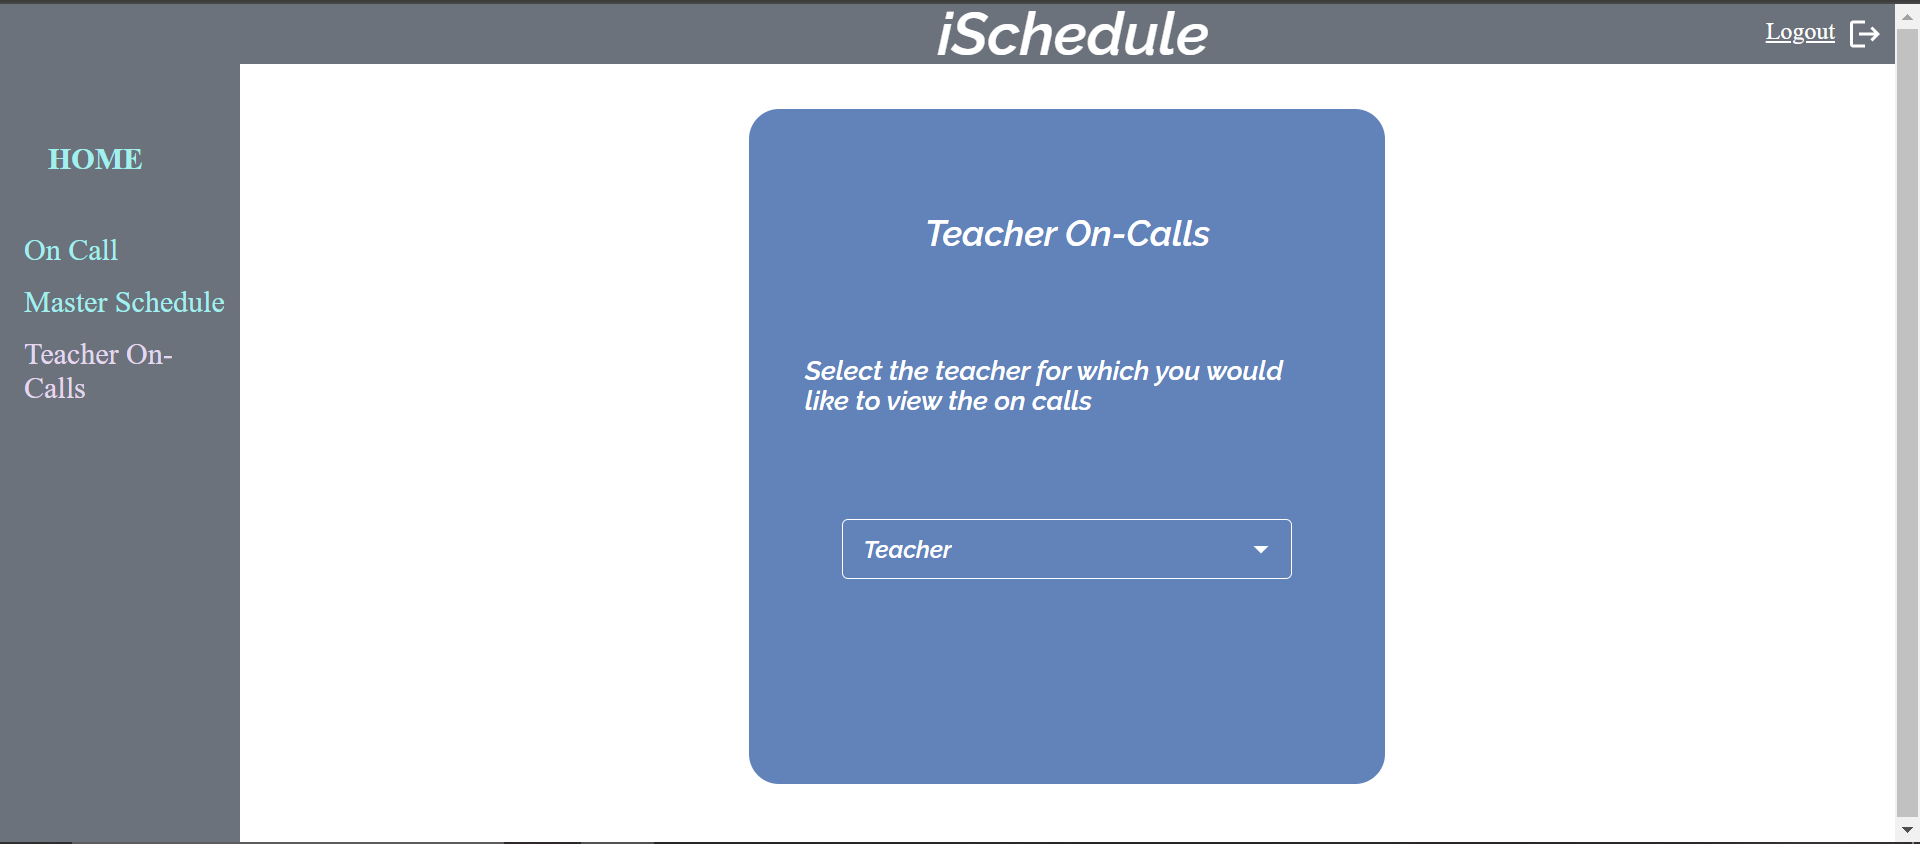 iSchedule
Logout
HOME
On Call
Master Schedule
Teacher On-
Calls
Teacher On-Calls
Select the teacher for which you would
like to view the on calls
Teacher